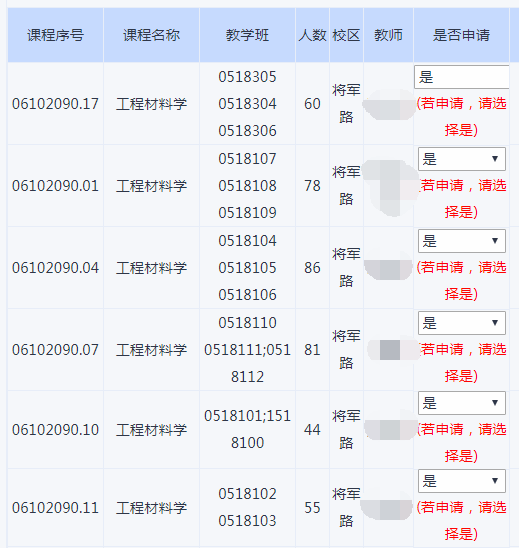 课程序号 课程名称 教学班 人数 校区 教师 是否申请
06102090.17 工程材料学 0518305 0518304 0518306 60 将军路 是 (若申请，请选择是)
06102090.01 工程材料学 0518107 0518108 0518109 78 将军路 是 (若申请，请选择是)
06102090.04 工程材料学 0518104 0518105 0518106 86 将军路 是 (若申请，请选择是)
06102090.07 工程材料学 0518110 0518111;0518112 81 将军路 是 (若申请，请选择是)
06102090.10 工程材料学 0518101;1518100 44 将军路 是 (若申请，请选择是)
06102090.11 工程材料学 0518102 0518103 55 将军路 是 (若申请，请选择是)